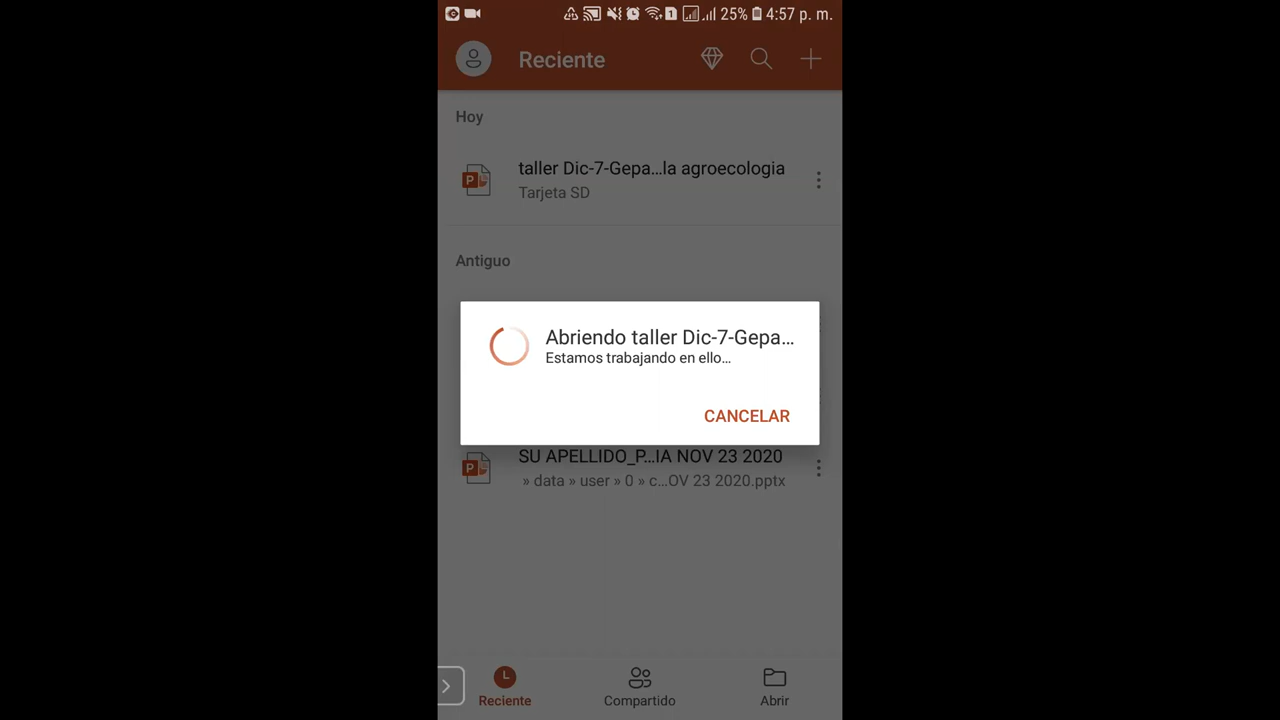 25% 4:57 p. m.
Reciente
Hoy
taller Dic-7-Gepa...la agroecologia
Tarjeta SD
Antiguo
Abriendo taller Dic-7-Gepa...
Estamos trabajando en ello...
CANCELAR
SU APELLIDO_P...IA NOV 23 2020
» data » user » 0 » c...OV 23 2020.pptx
Reciente
Compartido
Abrir